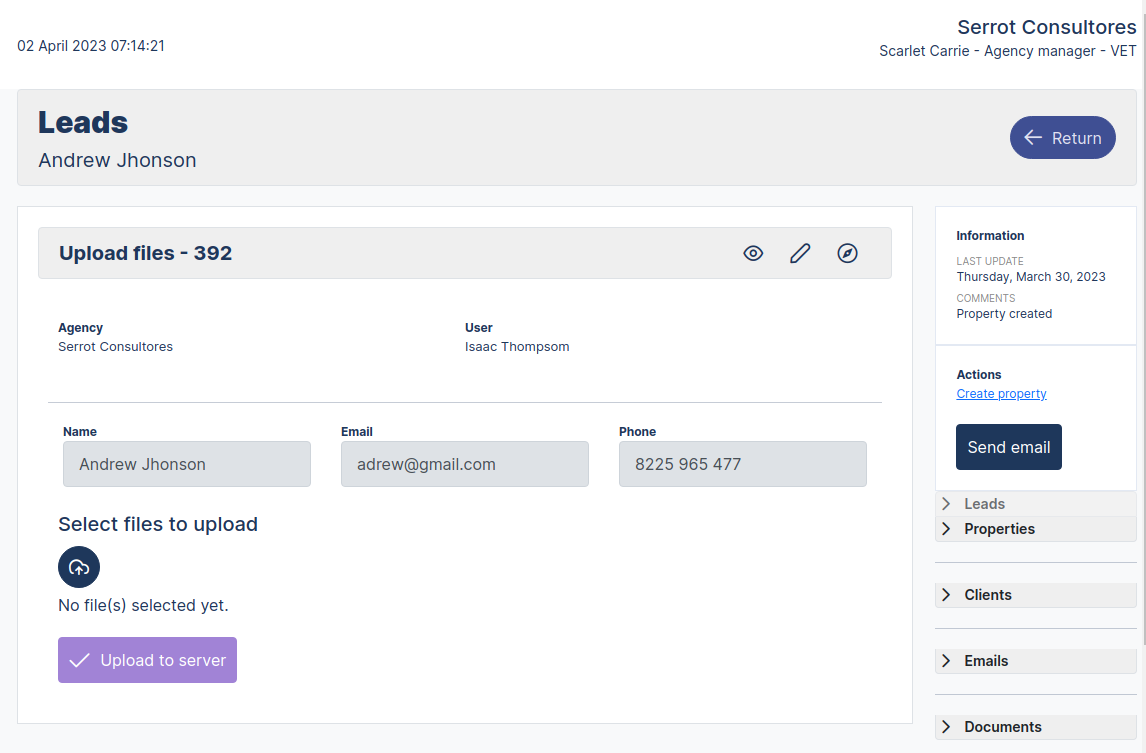 02 April 2023 07:14:21
Serrot Consultores
Scarlet Carrie - Agency manager - VET
Leads
Andrew Jhonson
Return
Upload files - 392
Agency
Serrot Consultores
User
Isaac Thompsom
Name
Andrew Jhonson
Email
adrew@gmail.com
Phone
8225 965 477
Select files to upload
No file(s) selected yet.
Upload to server
Information
LAST UPDATE
Thursday, March 30, 2023
COMMENTS
Property created
Actions
Create property
Send email
Leads
Properties
Clients
Emails
Documents